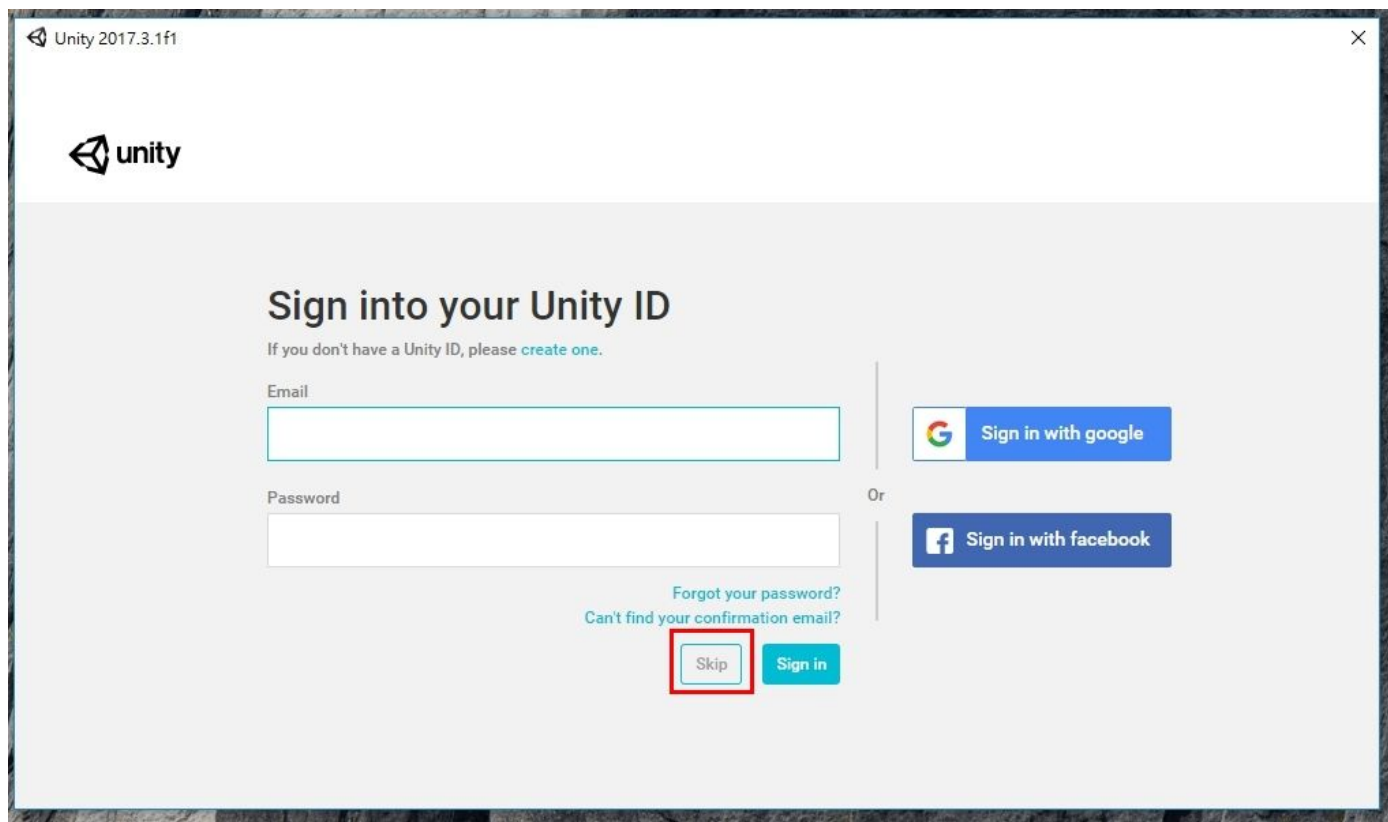 Unity 2017.3.1f1
unity
Sign into your Unity ID
If you don't have a Unity ID, please create one.
Email
Sign in with google
Password
Or
Sign in with facebook
Forgot your password?
Can't find your confirmation email?
Skip
Sign in